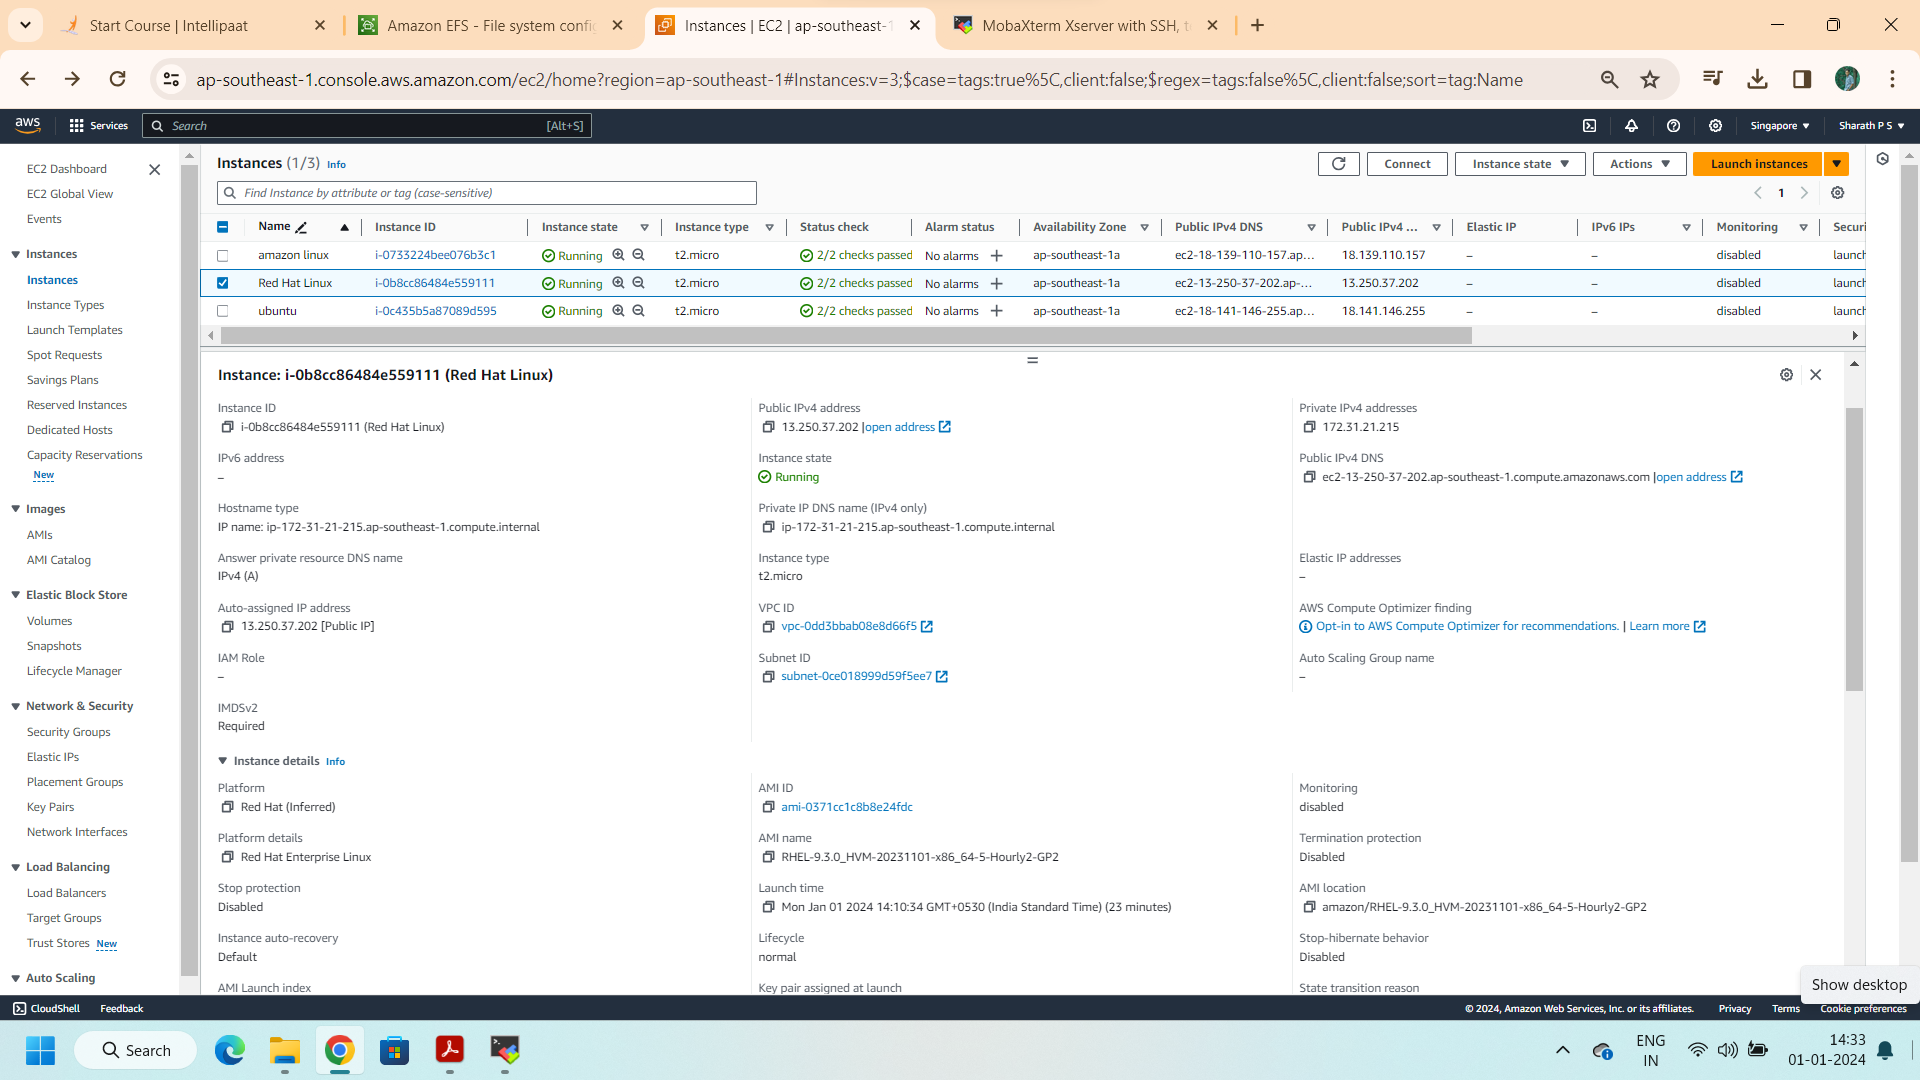 Start Course | Intellipaat
Amazon EFS - File system config
Instances | EC2 | ap-southeast-1
MobaXterm Xserver with SSH, te
ap-southeast-1.console.aws.amazon.com/ec2/home?region=ap-southeast-1#Instances:v=3;$case=tags:true%5C,client:false;$regex=tags:false%5C,client:false;sort=tag:Name
aws Services Search [Alt+S] Singapore Sharath P S
EC2 Dashboard
EC2 Global View
Events
Instances
Instances
Instance Types
Launch Templates
Spot Requests
Savings Plans
Reserved Instances
Dedicated Hosts
Capacity Reservations
New
Images
AMIs
AMI Catalog
Elastic Block Store
Volumes
Snapshots
Lifecycle Manager
Network & Security
Security Groups
Elastic IPs
Placement Groups
Key Pairs
Network Interfaces
Load Balancing
Load Balancers
Target Groups
Trust Stores New
Auto Scaling
Instances (1/3) Info
Connect Instance state Actions Launch instances
Find Instance by attribute or tag (case-sensitive)
1
Name Instance ID Instance state Instance type Status check Alarm status Availability Zone Public IPv4 DNS Public IPv4 ... Elastic IP IPv6 IPs Monitoring Securi
amazon linux i-0733224bee076b3c1 Running t2.micro 2/2 checks passed No alarms + ap-southeast-1a ec2-18-139-110-157.ap... 18.139.110.157 – – disabled launch
Red Hat Linux i-0b8cc86484e559111 Running t2.micro 2/2 checks passed No alarms + ap-southeast-1a ec2-13-250-37-202.ap-... 13.250.37.202 – – disabled launch
ubuntu i-0c435b5a87089d595 Running t2.micro 2/2 checks passed No alarms + ap-southeast-1a ec2-18-141-146-255.ap... 18.141.146.255 – – disabled launch
Instance: i-0b8cc86484e559111 (Red Hat Linux)
Instance ID
i-0b8cc86484e559111 (Red Hat Linux)
Public IPv4 address
13.250.37.202 |open address
Private IPv4 addresses
172.31.21.215
IPv6 address
–
Instance state
Running
Public IPv4 DNS
ec2-13-250-37-202.ap-southeast-1.compute.amazonaws.com |open address
Hostname type
IP name: ip-172-31-21-215.ap-southeast-1.compute.internal
Private IP DNS name (IPv4 only)
ip-172-31-21-215.ap-southeast-1.compute.internal
Answer private resource DNS name
IPv4 (A)
Instance type
t2.micro
Elastic IP addresses
–
Auto-assigned IP address
13.250.37.202 [Public IP]
VPC ID
vpc-0dd3bbab08e8d66f5
AWS Compute Optimizer finding
Opt-in to AWS Compute Optimizer for recommendations. | Learn more
IAM Role
–
Subnet ID
subnet-0ce018999d59f5ee7
Auto Scaling Group name
–
IMDSv2
Required
Instance details Info
Platform
Red Hat (Inferred)
AMI ID
ami-0371cc1c8b8e24fdc
Monitoring
disabled
Platform details
Red Hat Enterprise Linux
AMI name
RHEL-9.3.0_HVM-20231101-x86_64-5-Hourly2-GP2
Termination protection
Disabled
Stop protection
Disabled
Launch time
Mon Jan 01 2024 14:10:34 GMT+0530 (India Standard Time) (23 minutes)
AMI location
amazon/RHEL-9.3.0_HVM-20231101-x86_64-5-Hourly2-GP2
Instance auto-recovery
Default
Lifecycle
normal
Stop-hibernate behavior
Disabled
AMI Launch index
Key pair assigned at launch
State transition reason
Show desktop
CloudShell Feedback © 2024, Amazon Web Services, Inc. or its affiliates. Privacy Terms Cookie preferences
Search
ENG
IN
14:33
01-01-2024